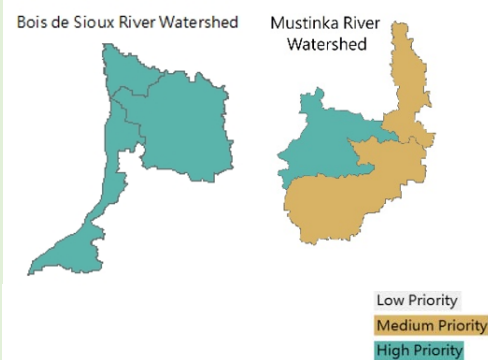 Bois de Sioux River Watershed
Mustinka River
Watershed
Low Priority
Medium Priority
High Priority